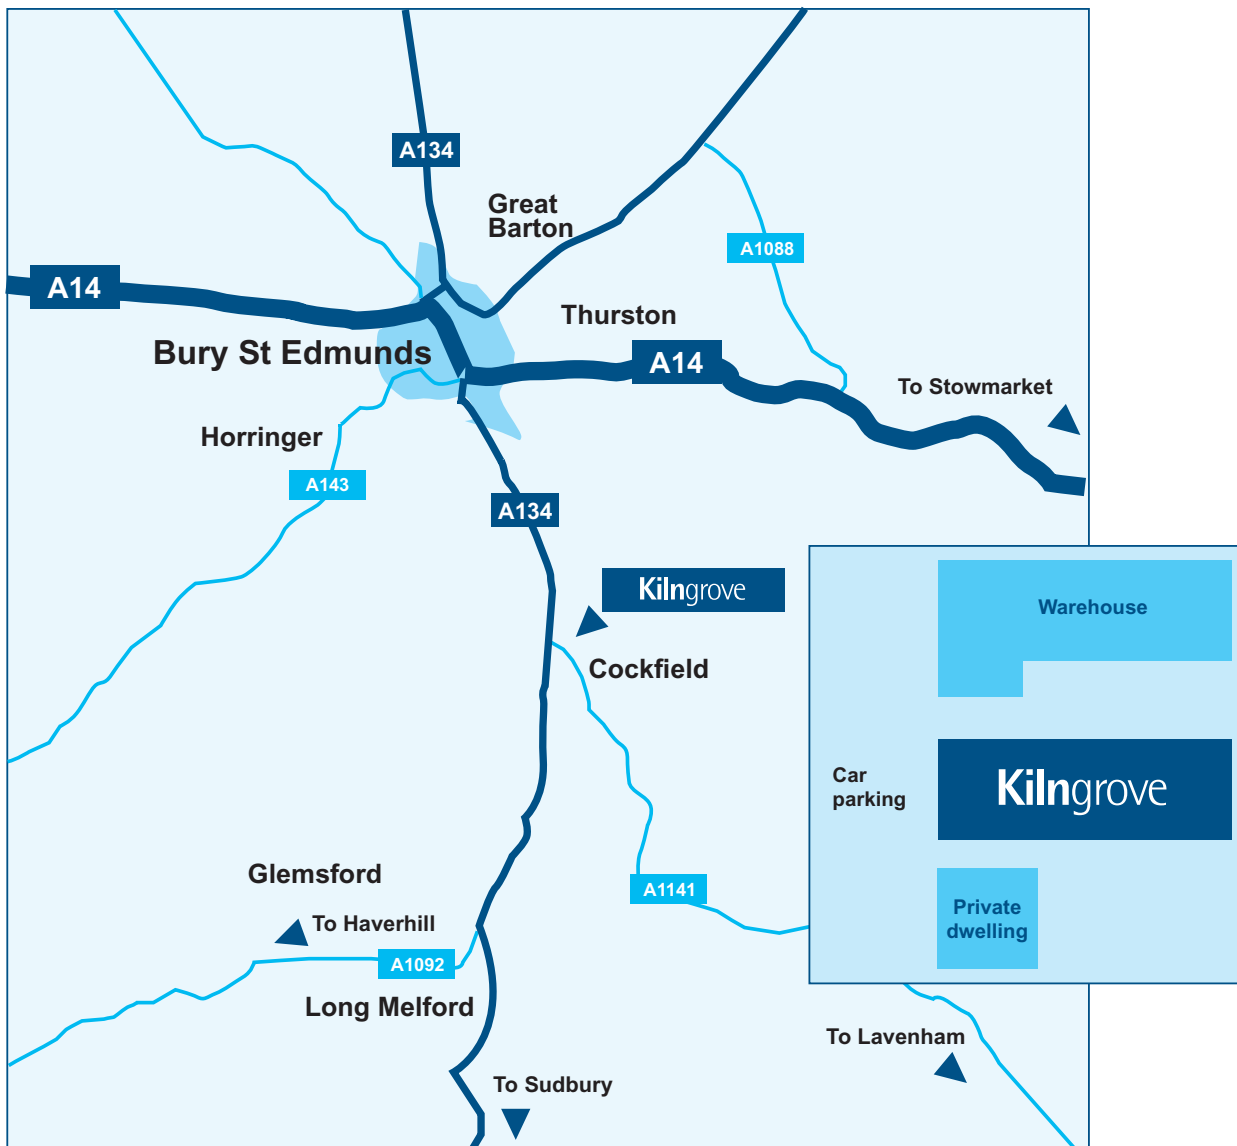 A134
Great
Barton
A1088
A14
Thurston
Bury St Edmunds
A14
To Stowmarket
Horringer
A143
A134
Kilngrove
Cockfield
Warehouse
Car
parking
Kilngrove
Private
dwelling
Glemsford
To Haverhill
A1141
A1092
Long Melford
To Lavenham
To Sudbury